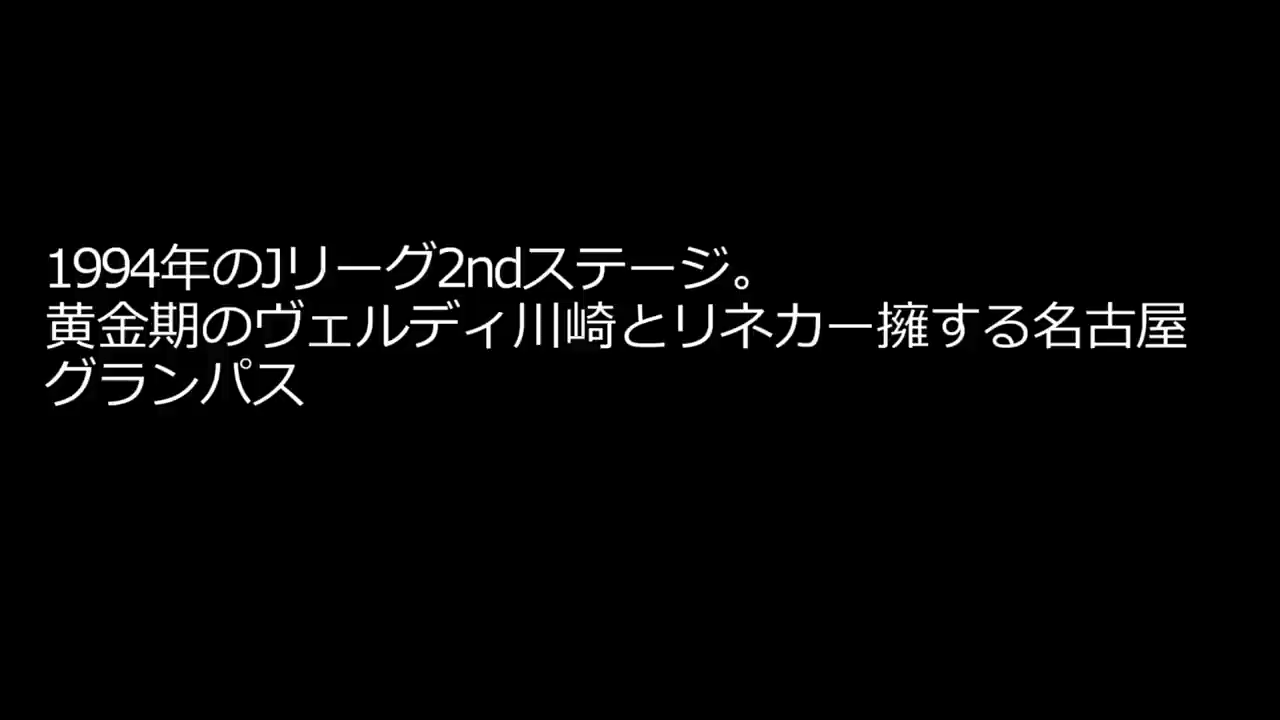 1994年のJリーグ2ndステージ。
黄金期のヴェルディ川崎とリネカー擁する名古屋
グランパス